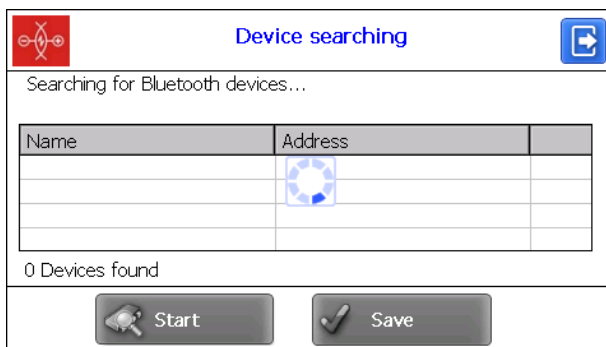 Device searching
Searching for Bluetooth devices...
Name Address
0 Devices found
Start Save